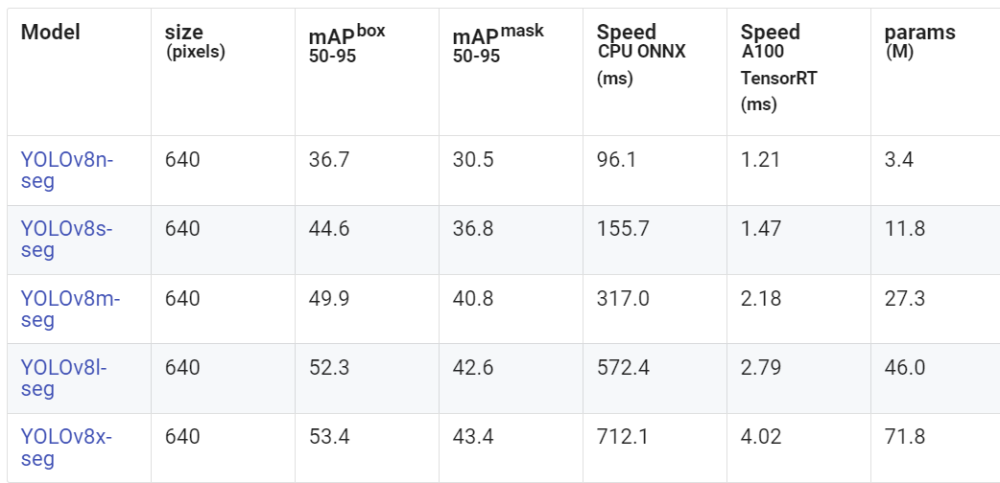 Model size (pixels) mAP box 50-95 mAP mask 50-95 Speed CPU ONNX (ms) Speed A100 TensorRT (ms) params (M)
YOLOv8n-seg 640 36.7 30.5 96.1 1.21 3.4
YOLOv8s-seg 640 44.6 36.8 155.7 1.47 11.8
YOLOv8m-seg 640 49.9 40.8 317.0 2.18 27.3
YOLOv8l-seg 640 52.3 42.6 572.4 2.79 46.0
YOLOv8x-seg 640 53.4 43.4 712.1 4.02 71.8